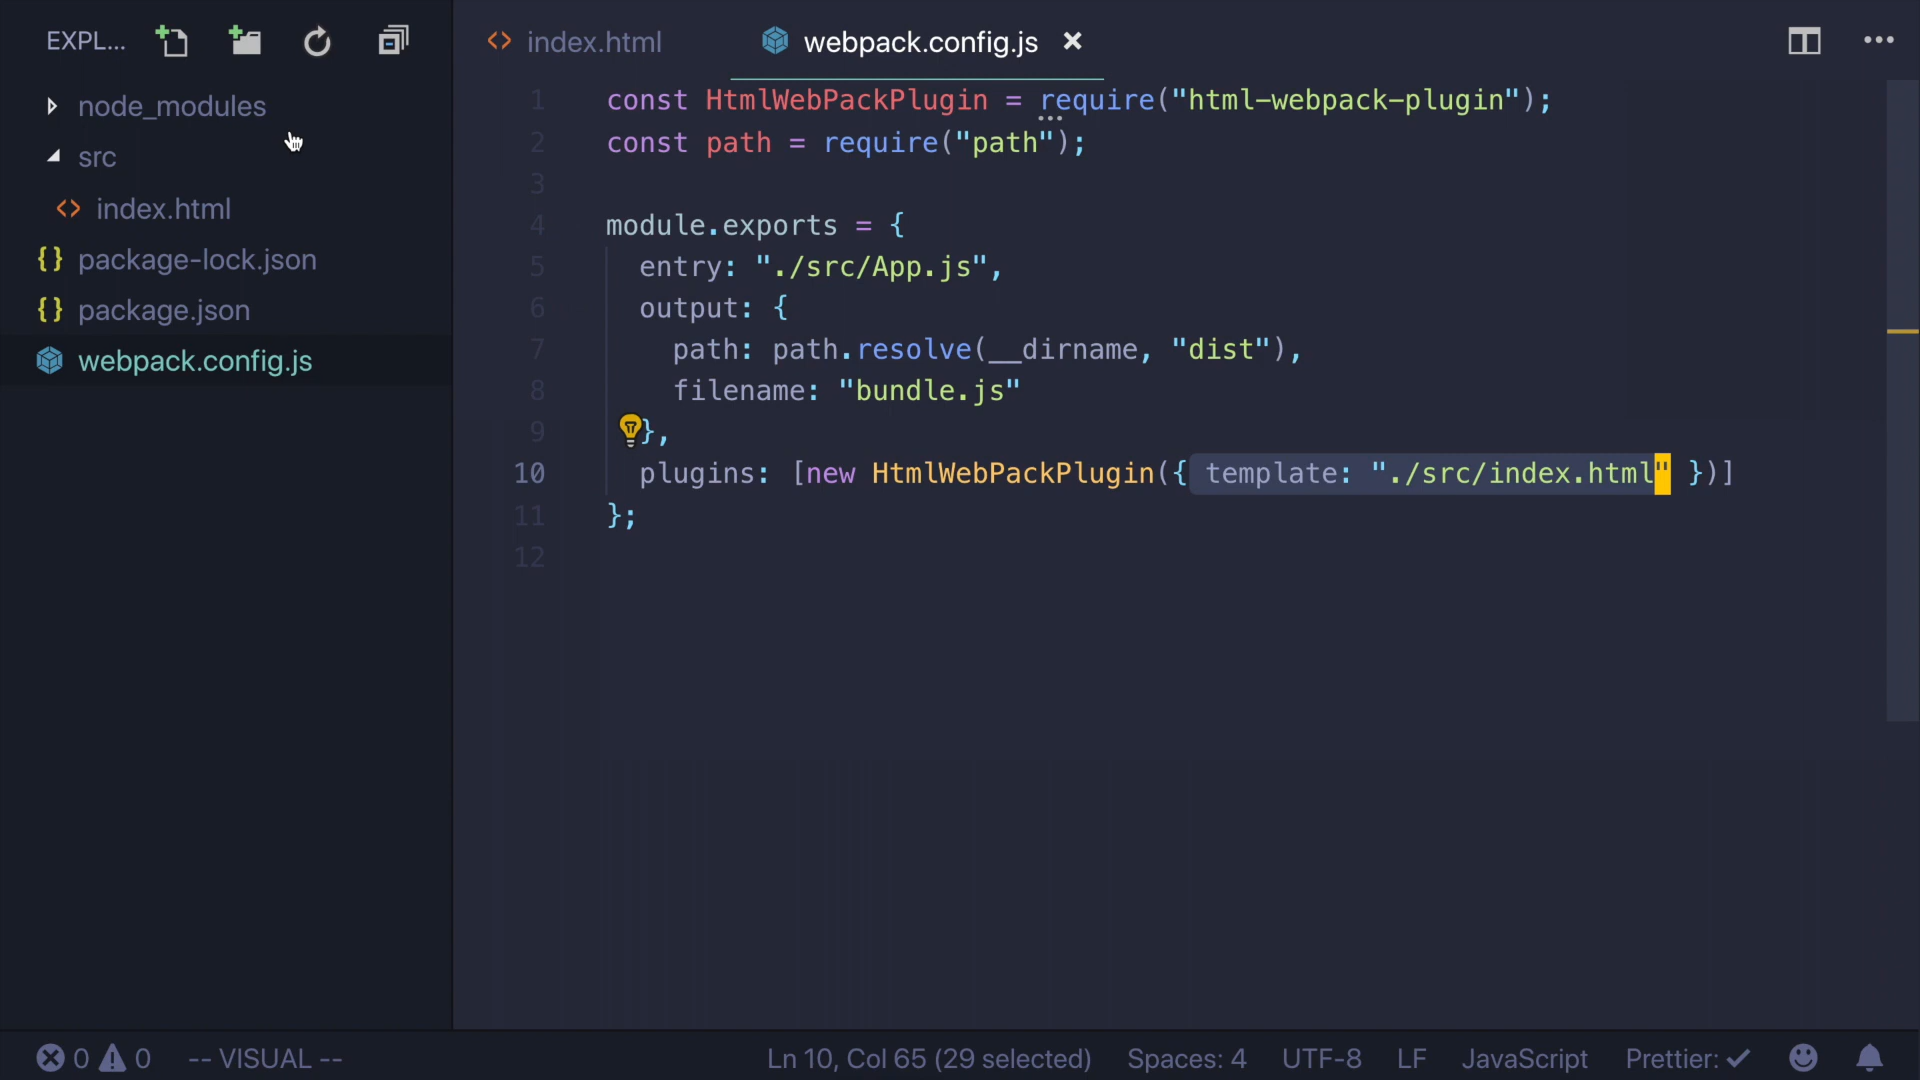 EXPL...
index.html
webpack.config.js
node_modules
src
index.html
package-lock.json
package.json
webpack.config.js
1 const HtmlWebPackPlugin = require("html-webpack-plugin");
2 const path = require("path");
3
4 module.exports = {
5 entry: "./src/App.js",
6 output: {
7 path: path.resolve(__dirname, "dist"),
8 filename: "bundle.js"
9 },
10 plugins: [new HtmlWebPackPlugin({ template: "./src/index.html" })]
11 };
12
0 0 -- VISUAL -- Ln 10, Col 65 (29 selected) Spaces: 4 UTF-8 LF JavaScript Prettier: ✓